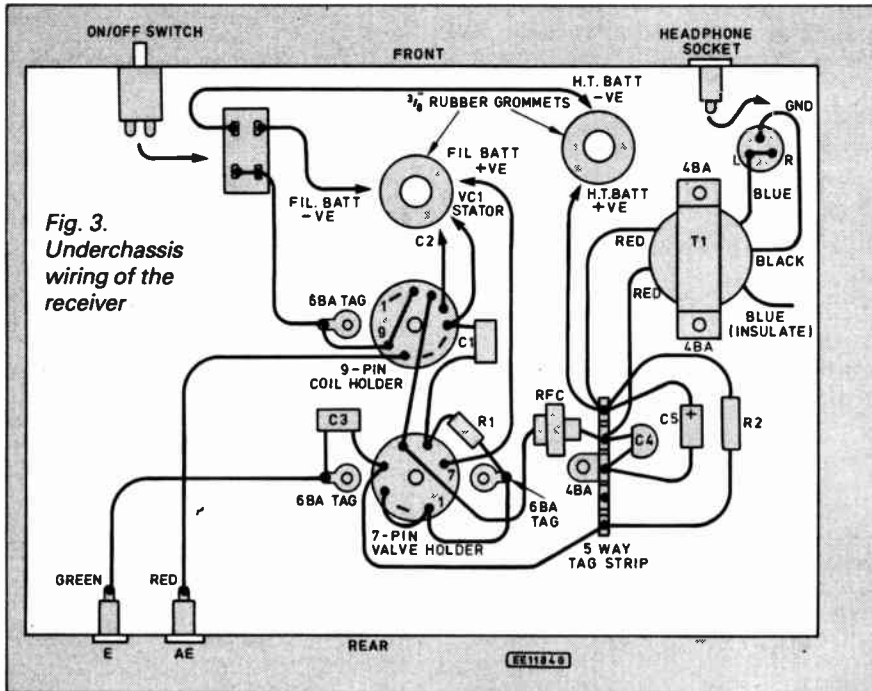 ON/OFF SWITCH
FRONT
HEADPHONE
SOCKET
H.T. BATT
-VE
3/8" RUBBER GROMMETS
GND
L
R
FIL BATT
+VE
VC1
STATOR
FIL. BATT
-VE
H.T. BATT
+VE
4BA
BLUE
Fig. 3.
Underchassis
wiring of the
receiver
C2
RED
T1
BLACK
RED
BLUE
(INSULATE)
4BA
6BA TAG
1
9
C1
9-PIN
COIL HOLDER
RFC
C3
R1
C5
+
R2
C4
7
6BA TAG
4BA
6BA
TAG
1
7-PIN
VALVE HOLDER
5 WAY
TAG STRIP
GREEN
RED
E
AE
REAR
EE1184G